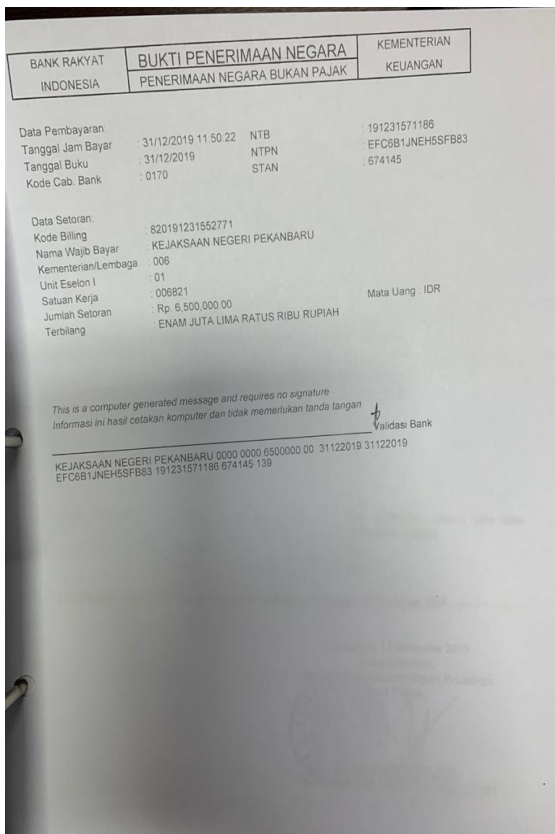 BANK RAKYAT INDONESIA
BUKTI PENERIMAAN NEGARA
PENERIMAAN NEGARA BUKAN PAJAK
KEMENTERIAN KEUANGAN
Data Pembayaran:
Tanggal Jam Bayar : 31/12/2019 11.50.22 NTB : 191231571186
Tanggal Buku : 31/12/2019 NTPN : EFC6B1JNEH5SFB83
Kode Cab. Bank : 0170 STAN : 674145
Data Setoran:
Kode Billing : 820191231552771
Nama Wajib Bayar : KEJAKSAAN NEGERI PEKANBARU
Kementerian/Lembaga : 006
Unit Eselon I : 01
Satuan Kerja : 006821
Jumlah Setoran : Rp. 6,500,000.00 Mata Uang IDR
Terbilang : ENAM JUTA LIMA RATUS RIBU RUPIAH
This is a computer generated message and requires no signature
Informasi ini hasil cetakan komputer dan tidak memerlukan tanda tangan
Validasi Bank
KEJAKSAAN NEGERI PEKANBARU 0000 0000 6500000.00 31122019 31122019
EFC6B1JNEH5SFB83 191231571186 674145 139